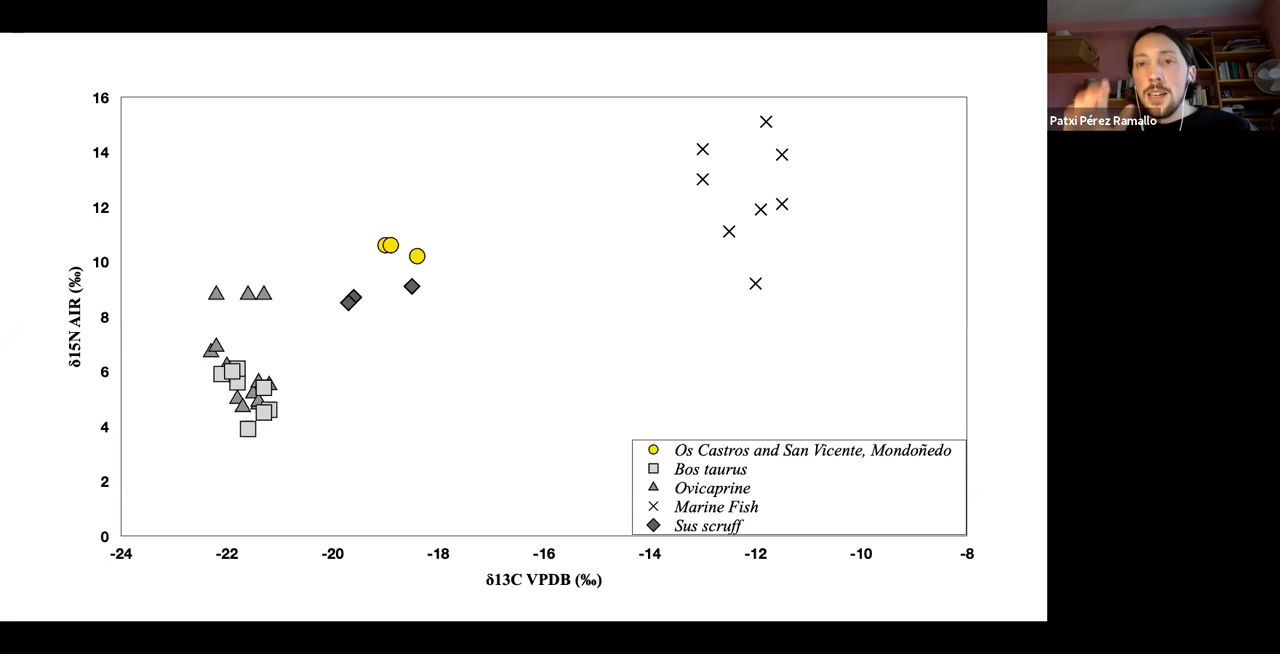 Patxi Pérez Ramallo
16
14
12
10
8
6
4
2
0
δ15N AIR (‰)
-24 -22 -20 -18 -16 -14 -12 -10 -8
δ13C VPDB (‰)
Os Castros and San Vicente, Mondoñedo
Bos taurus
Ovicaprine
Marine Fish
Sus scruff